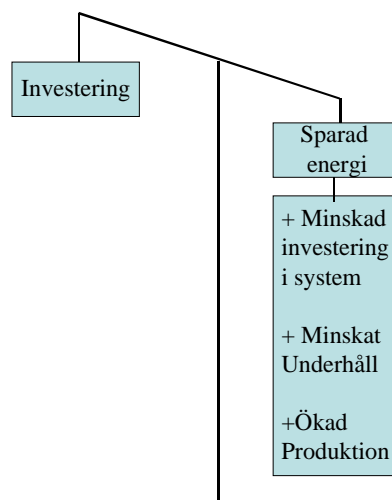 Investering
Sparad
energi
+ Minskad
investering
i system
+ Minskat
Underhåll
+Ökad
Produktion